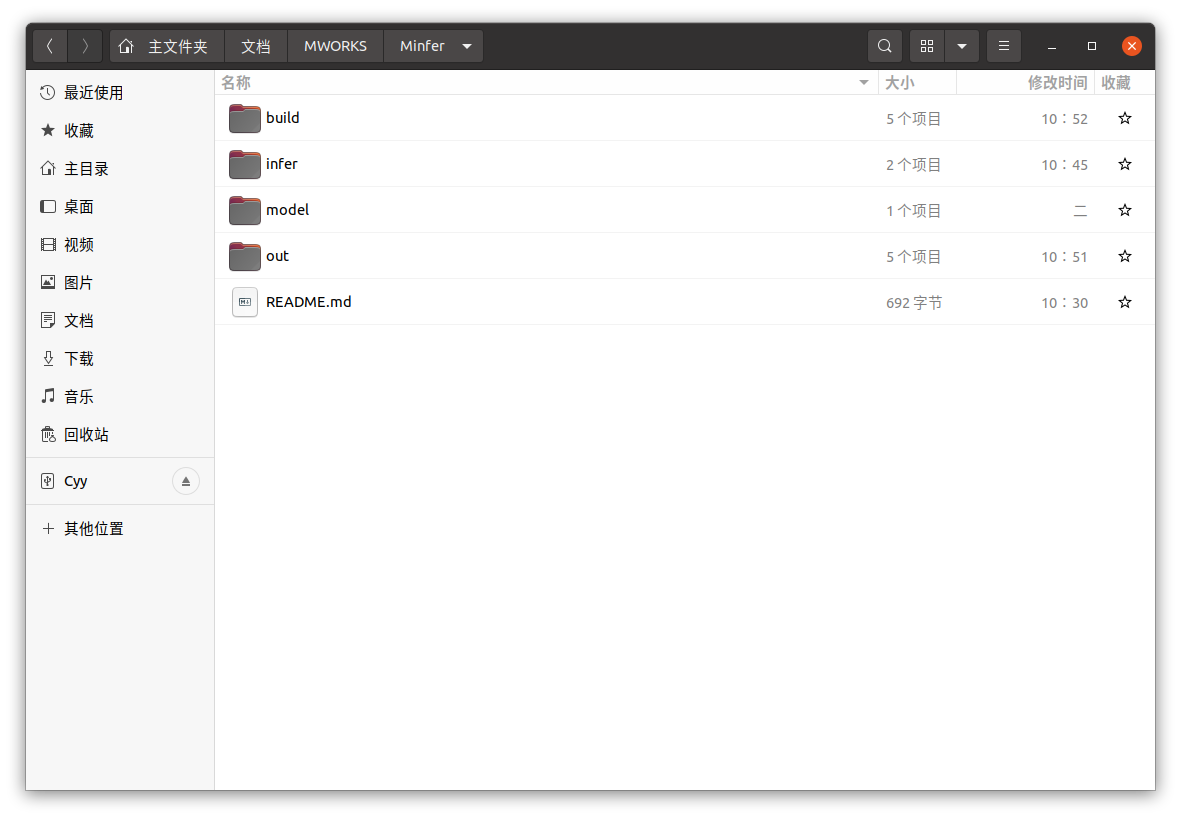 主文件夹 文档 MWORKS Minfer
最近使用
收藏
主目录
桌面
视频
图片
文档
下载
音乐
回收站
Cyy
其他位置
名称 大小 修改时间 收藏
build 5 个项目 10：52
infer 2 个项目 10：45
model 1 个项目 二
out 5 个项目 10：51
README.md 692 字节 10：30